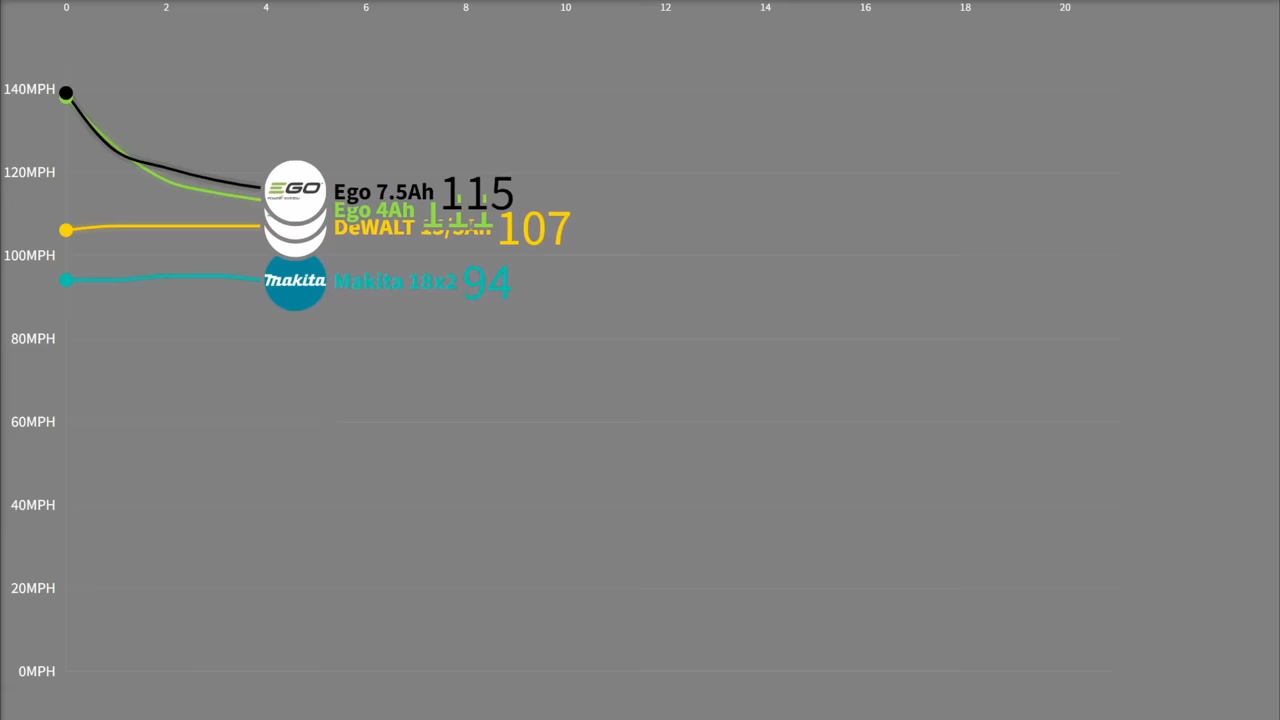 0 2 4 6 8 10 12 14 16 18 20
140MPH
120MPH
100MPH
80MPH
60MPH
40MPH
20MPH
0MPH
EGO
Ego 7.5Ah 115
Ego 4Ah
DeWALT 107
makita
Makita 18x2 94